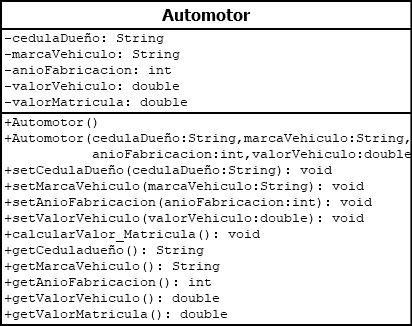 Automotor
-cedulaDueño: String
-marcaVehiculo: String
-anioFabricacion: int
-valorVehiculo: double
-valorMatricula: double
+Automotor()
+Automotor(cedulaDueño:String,marcaVehiculo:String,
anioFabricacion:int,valorVehiculo:double
+setCedulaDueño(cedulaDueño:String): void
+setMarcaVehiculo(marcaVehiculo:String): void
+setAnioFabricacion(anioFabricacion:int): void
+setValorVehiculo(valorVehiculo:double): void
+calcularValor_Matricula(): void
+getCeduladueño(): String
+getMarcaVehiculo(): String
+getAnioFabricacion(): int
+getValorVehiculo(): double
+getValorMatricula(): double